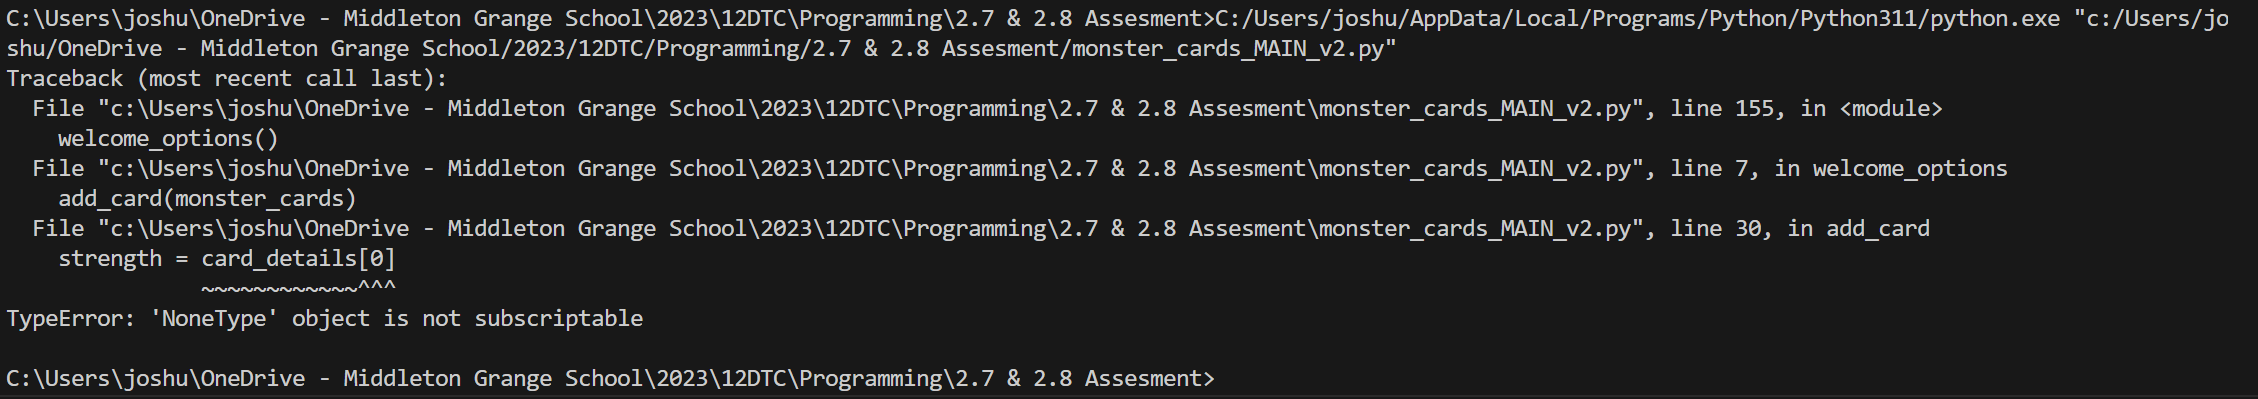 C:\Users\joshu\OneDrive - Middleton Grange School\2023\12DTC\Programming\2.7 & 2.8 Assesment>C:/Users/joshu/AppData/Local/Programs/Python/Python311/python.exe "c:/Users/jo
shu/OneDrive - Middleton Grange School/2023/12DTC/Programming/2.7 & 2.8 Assesment/monster_cards_MAIN_v2.py"
Traceback (most recent call last):
  File "c:\Users\joshu\OneDrive - Middleton Grange School\2023\12DTC\Programming\2.7 & 2.8 Assesment\monster_cards_MAIN_v2.py", line 155, in <module>
    welcome_options()
  File "c:\Users\joshu\OneDrive - Middleton Grange School\2023\12DTC\Programming\2.7 & 2.8 Assesment\monster_cards_MAIN_v2.py", line 7, in welcome_options
    add_card(monster_cards)
  File "c:\Users\joshu\OneDrive - Middleton Grange School\2023\12DTC\Programming\2.7 & 2.8 Assesment\monster_cards_MAIN_v2.py", line 30, in add_card
    strength = card_details[0]
               ~~~~~~~~~~~~^^^
TypeError: 'NoneType' object is not subscriptable

C:\Users\joshu\OneDrive - Middleton Grange School\2023\12DTC\Programming\2.7 & 2.8 Assesment>